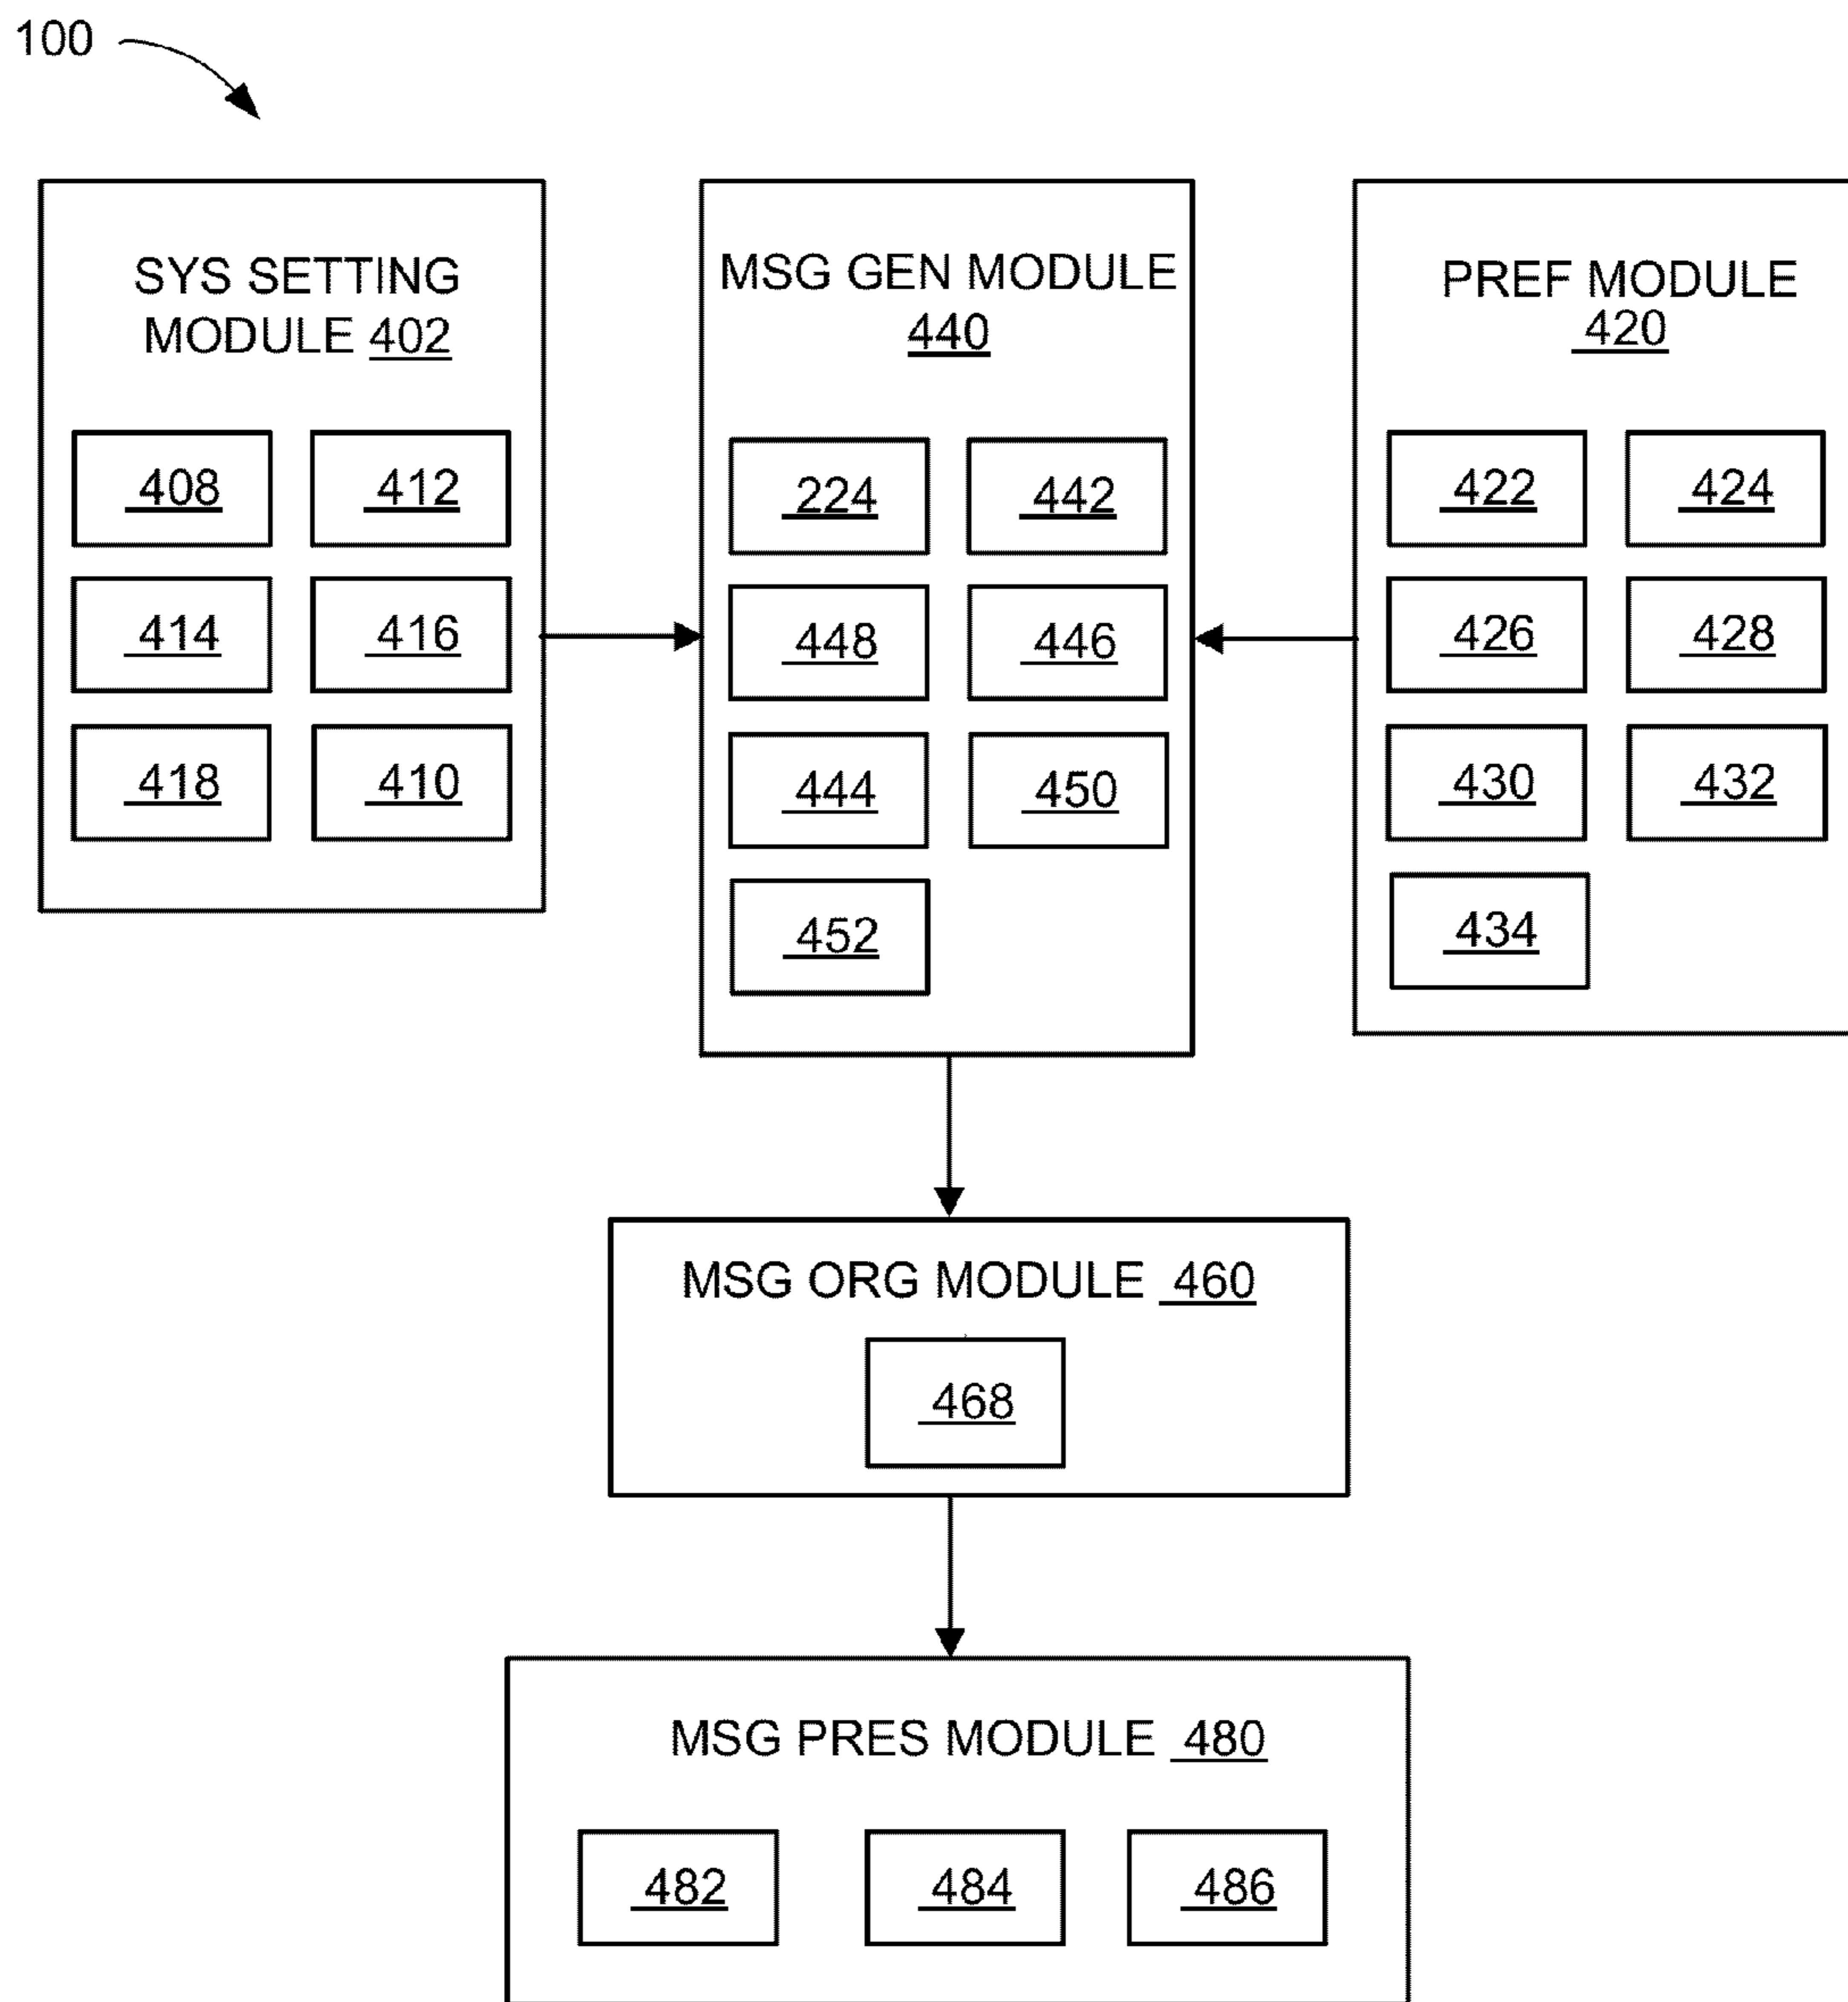 100
SYS SETTING
MODULE 402
408 412
414 416
418 410
MSG GEN MODULE
440
224 442
448 446
444 450
452
PREF MODULE
420
422 424
426 428
430 432
434
MSG ORG MODULE 460
468
MSG PRES MODULE 480
482 484 486